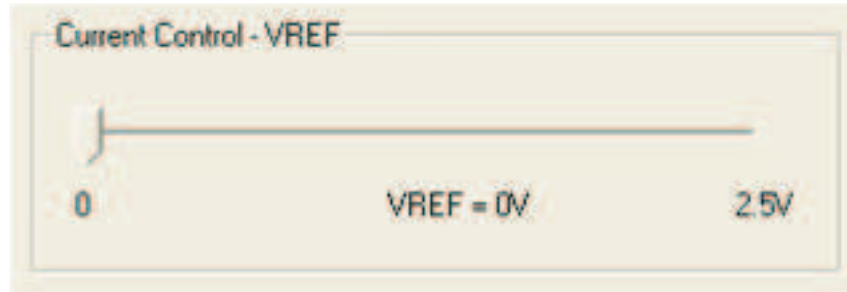 Current Control - VREF
0 VREF = 0V 2.5V